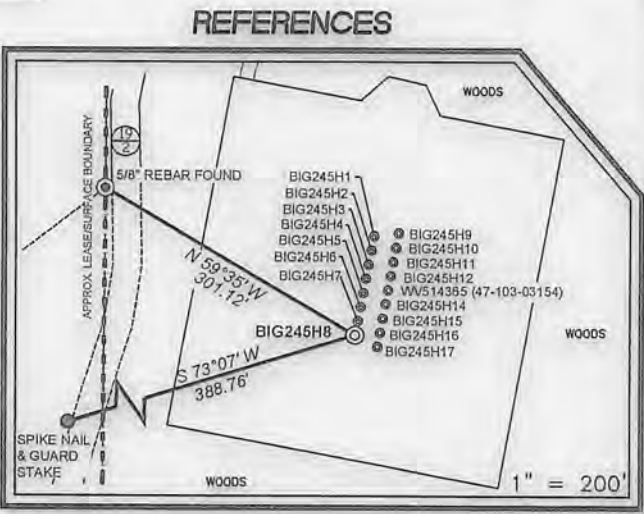 REFERENCES
WOODS
19
2
5/8" REBAR FOUND
APPROX. LEASE/SURFACE BOUNDARY
BIG245H1
BIG245H2
BIG245H3
BIG245H4
BIG245H5
BIG245H6
BIG245H7
BIG245H8
BIG245H9
BIG245H10
BIG245H11
BIG245H12
WV514365 (47-103-03154)
BIG245H14
BIG245H15
BIG245H16
BIG245H17
N 59°35' W
301.12'
S 73°07' W
388.76'
WOODS
SPIKE NAIL
& GUARD
STAKE
WOODS
1" = 200'